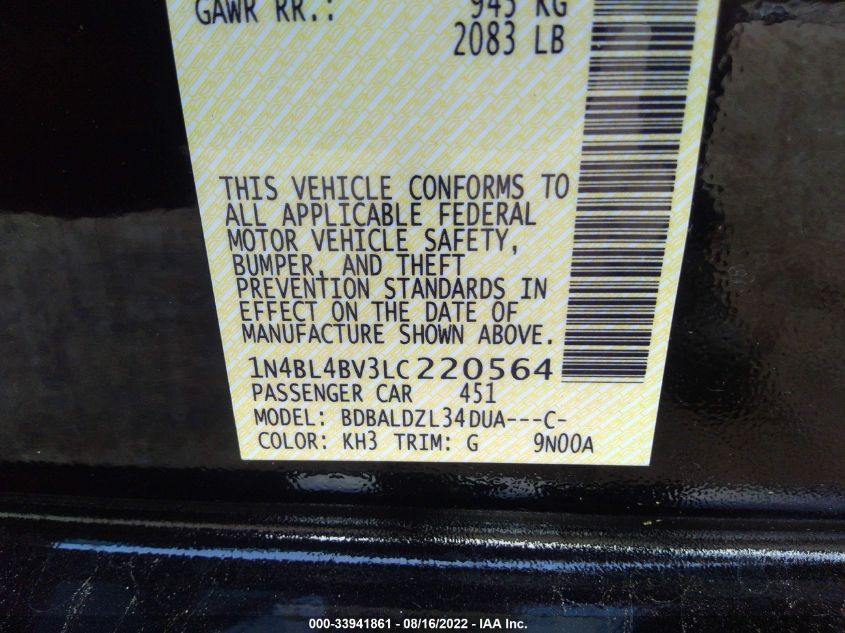 GAWR RR.: 945 KG
2083 LB
THIS VEHICLE CONFORMS TO
ALL APPLICABLE FEDERAL
MOTOR VEHICLE SAFETY,
BUMPER, AND THEFT
PREVENTION STANDARDS IN
EFFECT ON THE DATE OF
MANUFACTURE SHOWN ABOVE.
1N4BL4BV3LC220564
PASSENGER CAR 451
MODEL: BDBALDZL34DUA---C-
COLOR: KH3 TRIM: G 9N00A
000-33941861 - 08/16/2022 - IAA Inc.